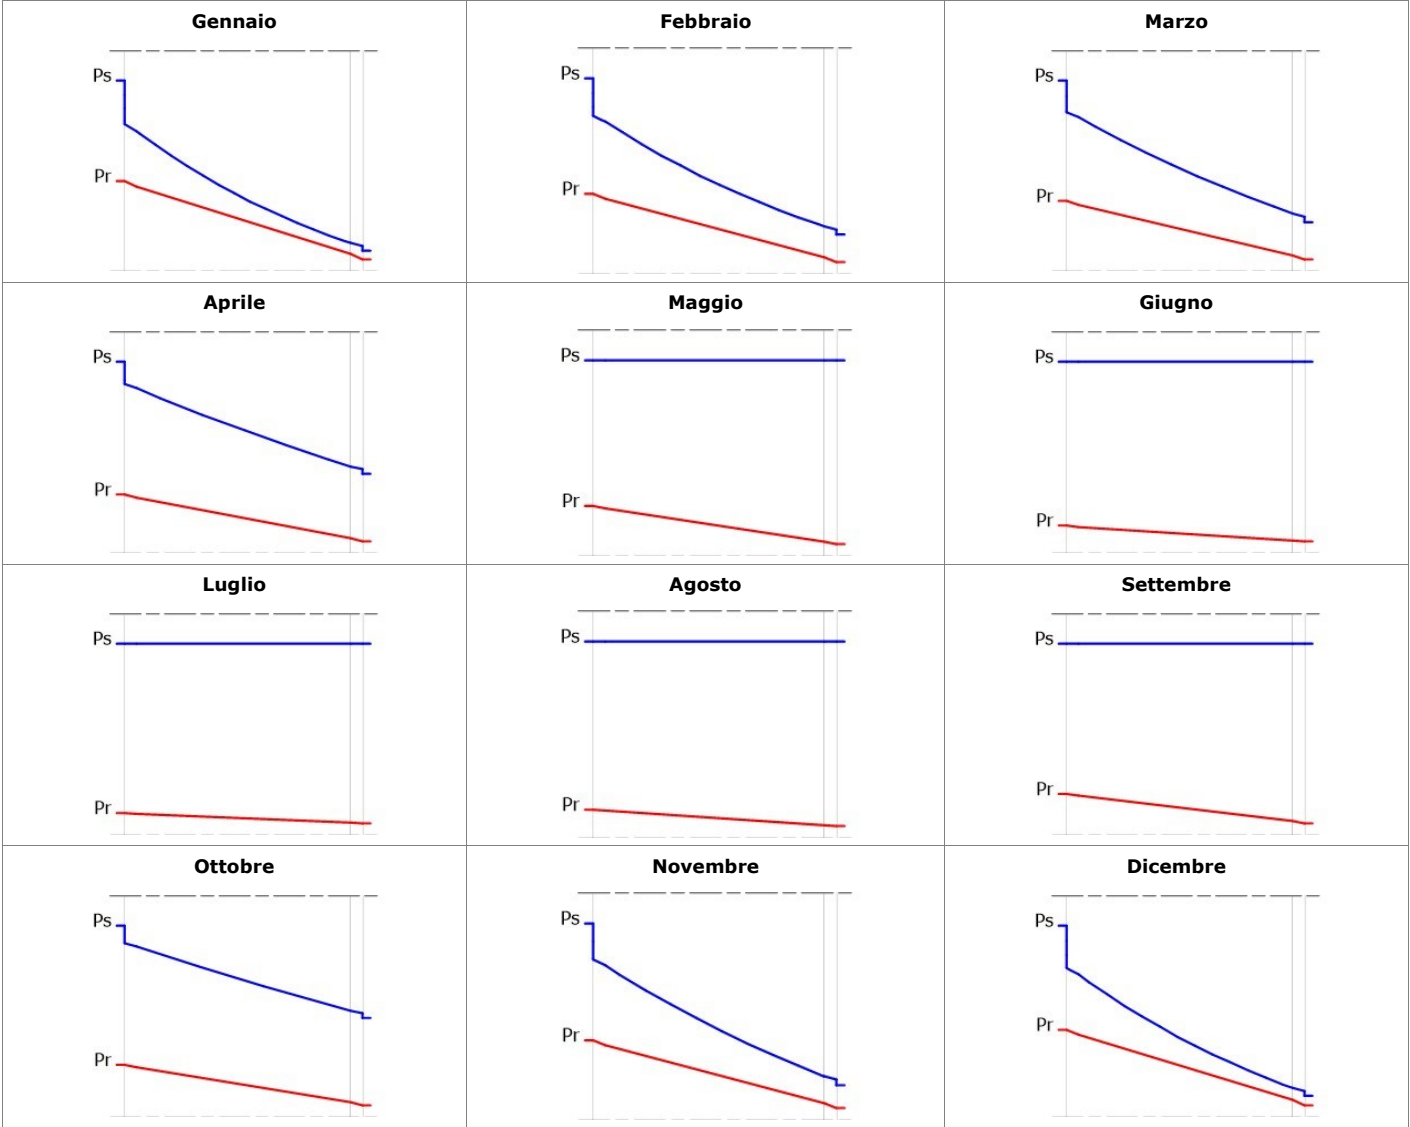 Gennaio Febbraio Marzo
Ps Ps Ps
Pr Pr Pr
Aprile Maggio Giugno
Ps Ps Ps
Pr Pr Pr
Luglio Agosto Settembre
Ps Ps Ps
Pr Pr Pr
Ottobre Novembre Dicembre
Ps Ps Ps
Pr Pr Pr